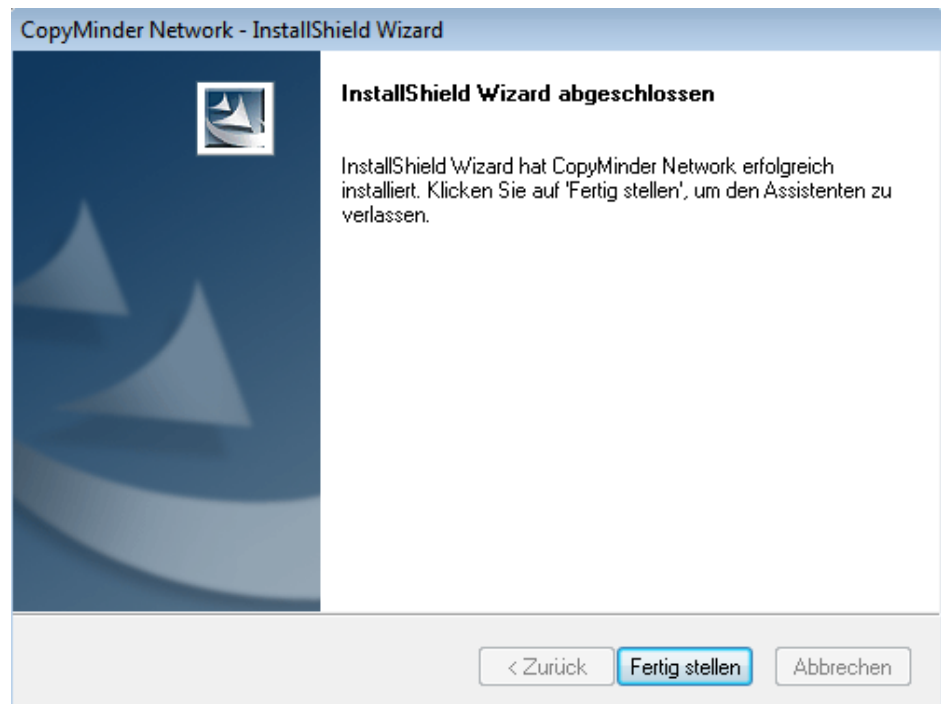 CopyMinder Network - InstallShield Wizard
InstallShield Wizard abgeschlossen
InstallShield Wizard hat CopyMinder Network erfolgreich
installiert. Klicken Sie auf 'Fertig stellen', um den Assistenten zu
verlassen.
< Zurück Fertig stellen Abbrechen